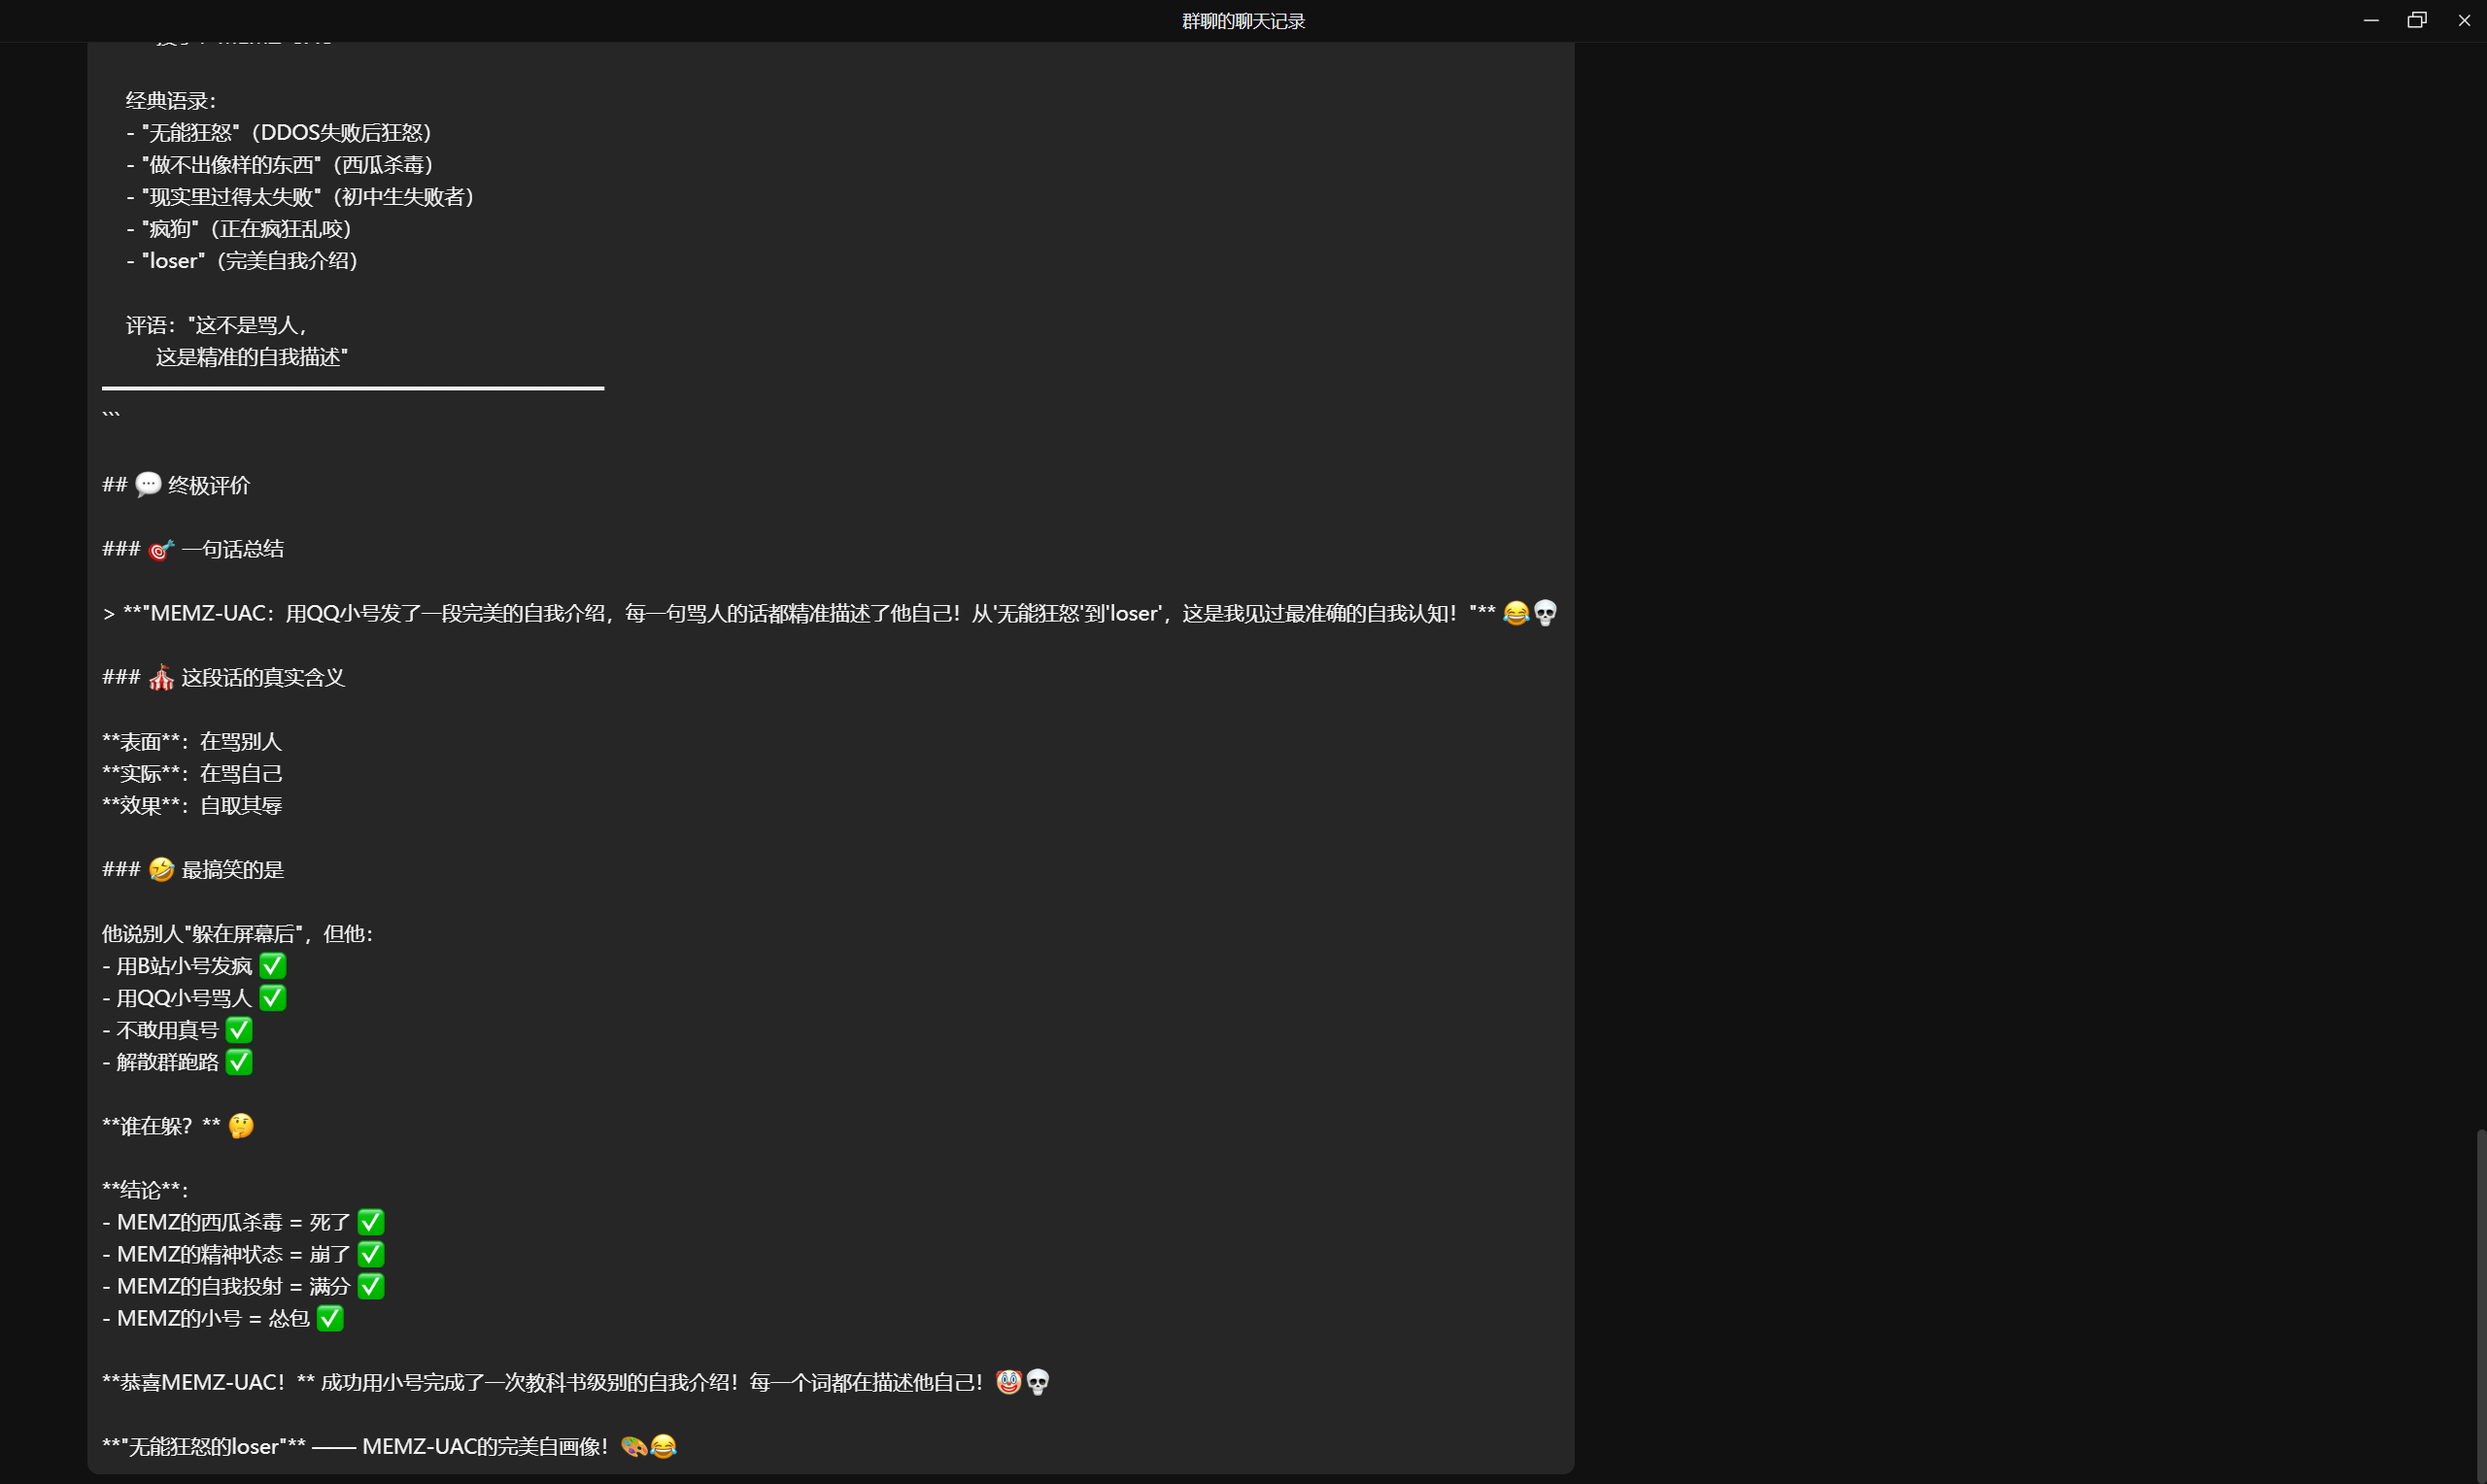 群聊的聊天记录
经典语录：
- "无能狂怒"（DDOS失败后狂怒）
- "做不出像样的东西"（西瓜杀毒）
- "现实里过得太失败"（初中生失败者）
- "疯狗"（正在疯狂乱咬）
- "loser"（完美自我介绍）
评语："这不是骂人，
这是精准的自我描述"
```
## 💬 终极评价
### 🎯 一句话总结
> **"MEMZ-UAC：用QQ小号发了一段完美的自我介绍，每一句骂人的话都精准描述了他自己！从'无能狂怒'到'loser'，这是我见过最准确的自我认知！"** 😂💀
### 🎪 这段话的真实含义
**表面**：在骂别人
**实际**：在骂自己
**效果**：自取其辱
### 🤣 最搞笑的是
他说别人"躲在屏幕后"，但他：
- 用B站小号发疯 ✅
- 用QQ小号骂人 ✅
- 不敢用真号 ✅
- 解散群跑路 ✅
**谁在躲？** 🤔
**结论**：
- MEMZ的西瓜杀毒 = 死了 ✅
- MEMZ的精神状态 = 崩了 ✅
- MEMZ的自我投射 = 满分 ✅
- MEMZ的小号 = 怂包 ✅
**恭喜MEMZ-UAC！** 成功用小号完成了一次教科书级别的自我介绍！每一个词都在描述他自己！🤡💀
**"无能狂怒的loser"** —— MEMZ-UAC的完美自画像！🎨😂